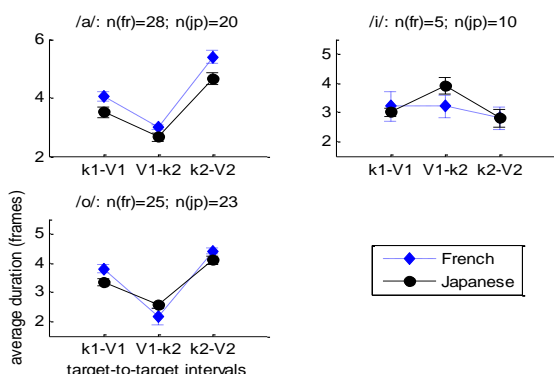 /a/: n(fr)=28; n(jp)=20
6
4
2
k1-V1 V1-k2 k2-V2
/i/: n(fr)=5; n(jp)=10
5
4
3
2
k1-V1 V1-k2 k2-V2
/o/: n(fr)=25; n(jp)=23
5
4
3
2
k1-V1 V1-k2 k2-V2
average duration (frames)
target-to-target intervals
French
Japanese